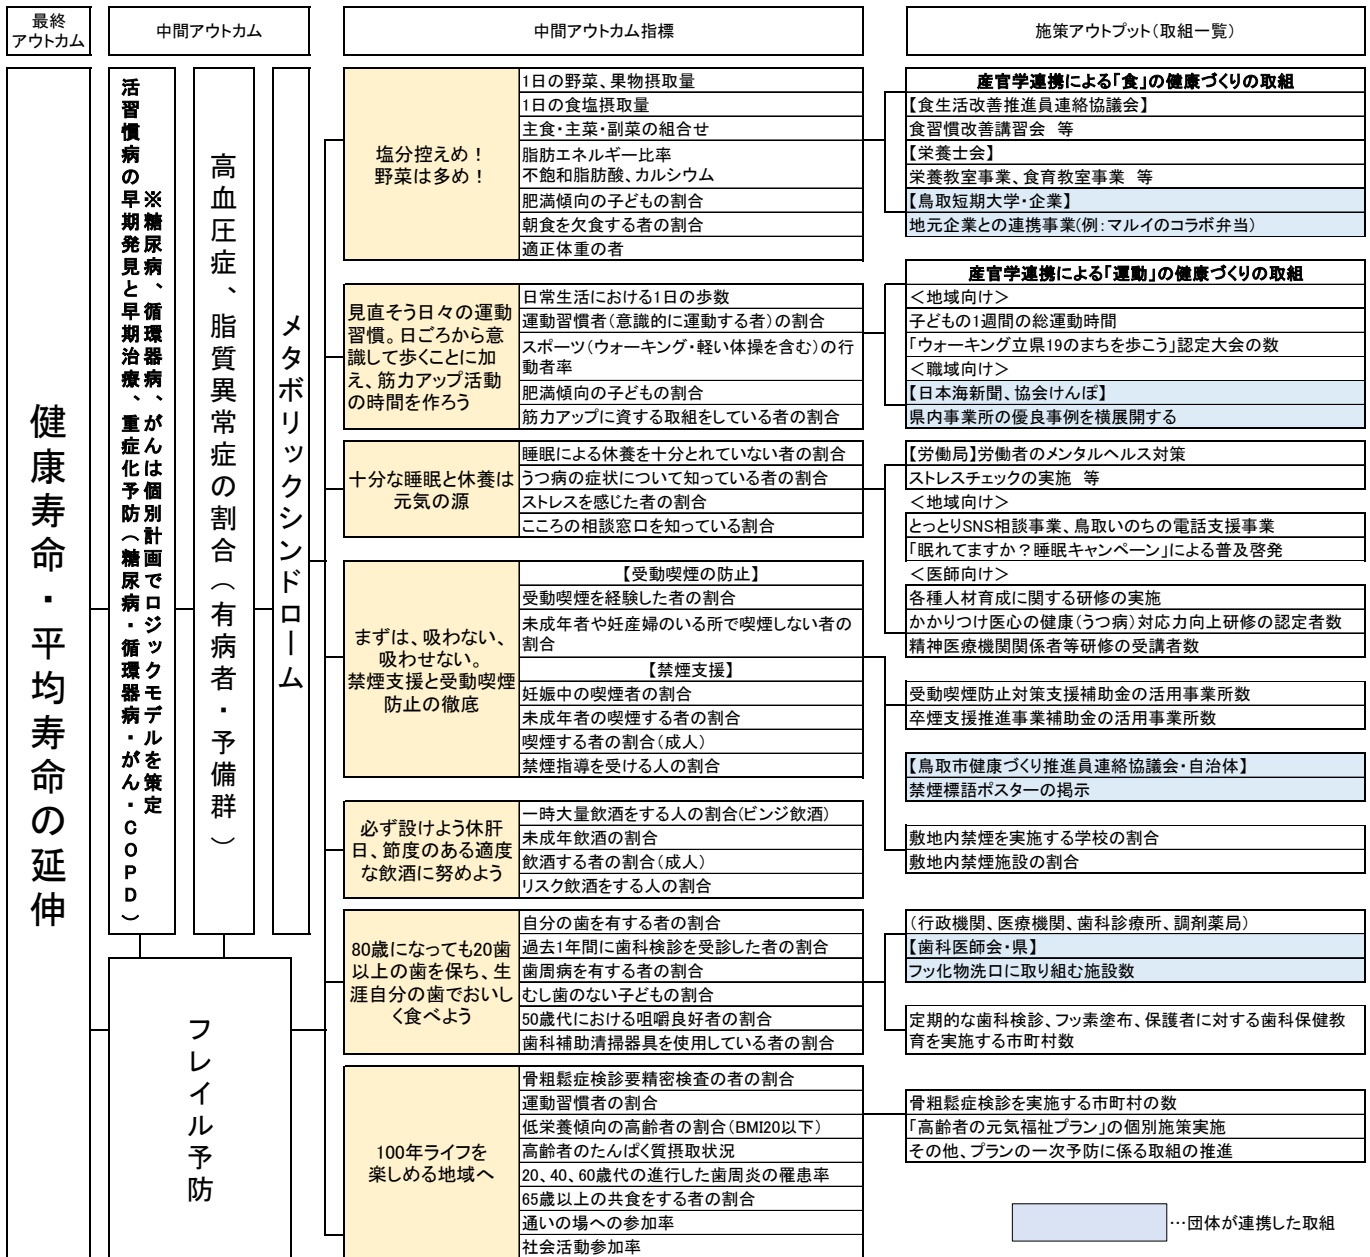 最終
アウトカム
中間アウトカム
中間アウトカム指標
施策アウトプット(取組一覧)
健康寿命・平均寿命の延伸
活習慣病の早期発見と早期治療、重症化予防(糖尿病・循環器病・がん・COPD)
※糖尿病、循環器病、がんは個別計画でロジックモデルを策定
高血圧症、脂質異常症の割合(有病者・予備群)
メタボリックシンドローム
フレイル予防
塩分控えめ!
野菜は多め!
1日の野菜、果物摂取量
1日の食塩摂取量
主食・主菜・副菜の組合せ
脂肪エネルギー比率
不飽和脂肪酸、カルシウム
肥満傾向の子どもの割合
朝食を欠食する者の割合
適正体重の者
産官学連携による「食」の健康づくりの取組
【食生活改善推進員連絡協議会】
食習慣改善講習会 等
【栄養士会】
栄養教室事業、食育教室事業 等
【鳥取短期大学・企業】
地元企業との連携事業(例:マルイのコラボ弁当)
見直そう日々の運動
習慣。日ごろから意
識して歩くことに加
え、筋力アップ活動
の時間を作ろう
日常生活における1日の歩数
運動習慣者(意識的に運動する者)の割合
スポーツ(ウォーキング・軽い体操を含む)の行
動者率
肥満傾向の子どもの割合
筋力アップに資する取組をしている者の割合
産官学連携による「運動」の健康づくりの取組
<地域向け>
子どもの1週間の総運動時間
「ウォーキング立県19のまちを歩こう」認定大会の数
<職域向け>
【日本海新聞、協会けんぽ】
県内事業所の優良事例を横展開する
十分な睡眠と休養は
元気の源
睡眠による休養を十分とれていない者の割合
うつ病の症状について知っている者の割合
ストレスを感じた者の割合
こころの相談窓口を知っている割合
【労働局】労働者のメンタルヘルス対策
ストレスチェックの実施 等
<地域向け>
とっとりSNS相談事業、鳥取いのちの電話支援事業
「眠れてますか?睡眠キャンペーン」による普及啓発
<医師向け>
各種人材育成に関する研修の実施
かかりつけ医心の健康(うつ病)対応力向上研修の認定者数
精神医療機関関係者等研修の受講者数
まずは、吸わない、
吸わせない。
禁煙支援と受動喫煙
防止の徹底
【受動喫煙の防止】
受動喫煙を経験した者の割合
未成年者や妊産婦のいる所で喫煙しない者の
割合
【禁煙支援】
妊娠中の喫煙者の割合
未成年者の喫煙する者の割合
喫煙する者の割合(成人)
禁煙指導を受ける人の割合
受動喫煙防止対策支援補助金の活用事業所数
卒煙支援推進事業補助金の活用事業所数
【鳥取市健康づくり推進員連絡協議会・自治体】
禁煙標語ポスターの掲示
敷地内禁煙を実施する学校の割合
敷地内禁煙施設の割合
必ず設けよう休肝
日、節度のある適度
な飲酒に努めよう
一時大量飲酒をする人の割合(ビンジ飲酒)
未成年飲酒の割合
飲酒する者の割合(成人)
リスク飲酒をする人の割合
80歳になっても20歯
以上の歯を保ち、生
涯自分の歯でおいし
く食べよう
自分の歯を有する者の割合
過去1年間に歯科検診を受診した者の割合
歯周病を有する者の割合
むし歯のない子どもの割合
50歳代における咀嚼良好者の割合
歯科補助清掃器具を使用している者の割合
(行政機関、医療機関、歯科診療所、調剤薬局)
【歯科医師会・県】
フッ化物洗口に取り組む施設数
定期的な歯科検診、フッ素塗布、保護者に対する歯科保健教
育を実施する市町村数
100年ライフを
楽しめる地域へ
骨粗鬆症検診要精密検査の者の割合
運動習慣者の割合
低栄養傾向の高齢者の割合(BMI20以下)
高齢者のたんぱく質摂取状況
20、40、60歳代の進行した歯周炎の罹患率
65歳以上の共食をする者の割合
通いの場への参加率
社会活動参加率
骨粗鬆症検診を実施する市町村の数
「高齢者の元気福祉プラン」の個別施策実施
その他、プランの一次予防に係る取組の推進
…団体が連携した取組